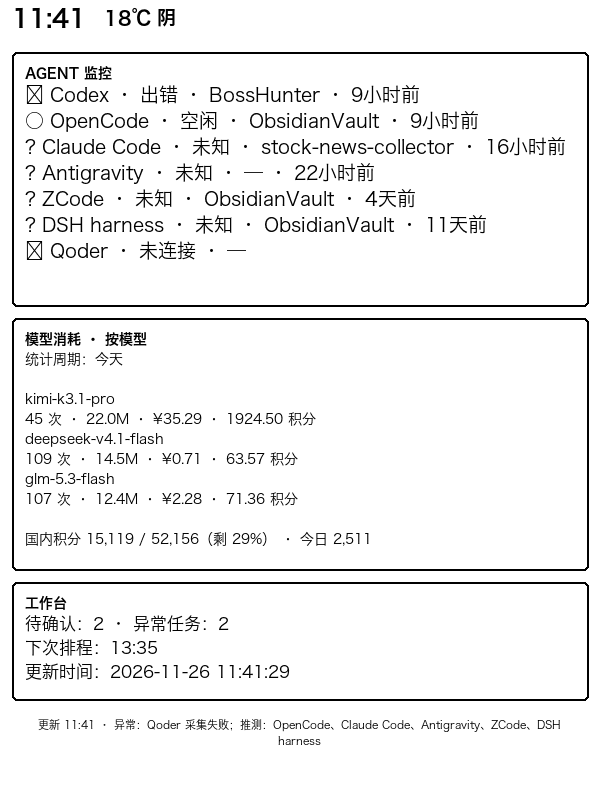 11:41 18℃ 阴
AGENT 监控
☒ Codex · 出错 · BossHunter · 9小时前
○ OpenCode · 空闲 · ObsidianVault · 9小时前
? Claude Code · 未知 · stock-news-collector · 16小时前
? Antigravity · 未知 · — · 22小时前
? ZCode · 未知 · ObsidianVault · 4天前
? DSH harness · 未知 · ObsidianVault · 11天前
☒ Qoder · 未连接 · —
模型消耗 · 按模型
统计周期：今天
kimi-k3.1-pro
45 次 · 22.0M · ¥35.29 · 1924.50 积分
deepseek-v4.1-flash
109 次 · 14.5M · ¥0.71 · 63.57 积分
glm-5.3-flash
107 次 · 12.4M · ¥2.28 · 71.36 积分
国内积分 15,119 / 52,156（剩 29%） · 今日 2,511
工作台
待确认：2 · 异常任务：2
下次排程：13:35
更新时间：2026-11-26 11:41:29
更新 11:41 · 异常：Qoder 采集失败；推测：OpenCode、Claude Code、Antigravity、ZCode、DSH
harness